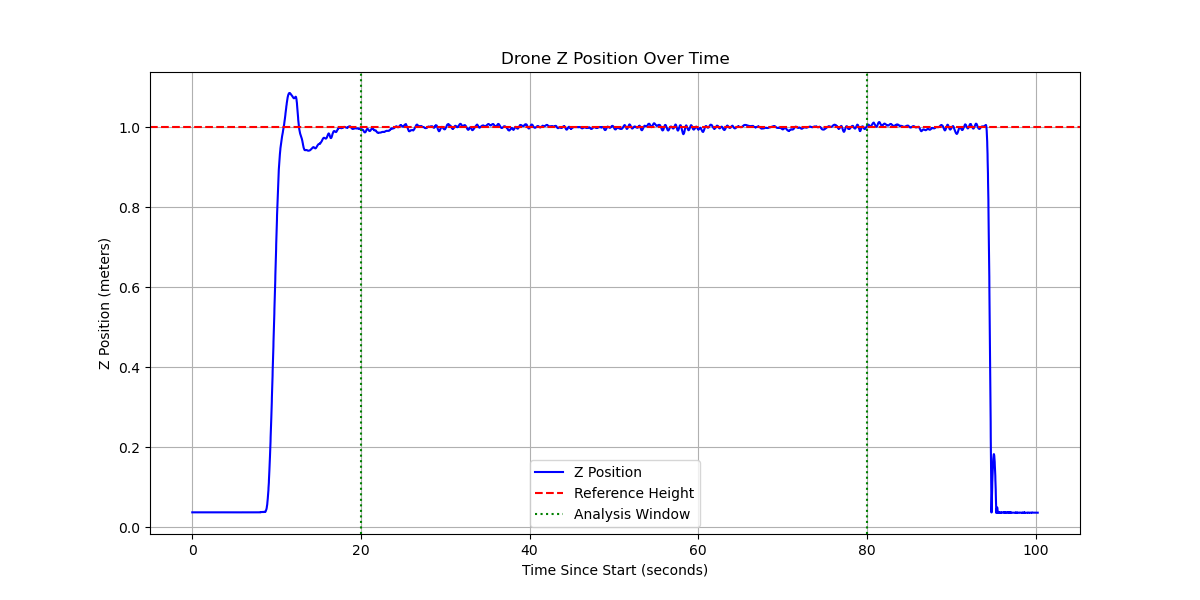 Drone Z Position Over Time
Z Position (meters)
1.0
0.8
0.6
0.4
0.2
0.0
Z Position
Reference Height
Analysis Window
0 20 40 60 80 100
Time Since Start (seconds)